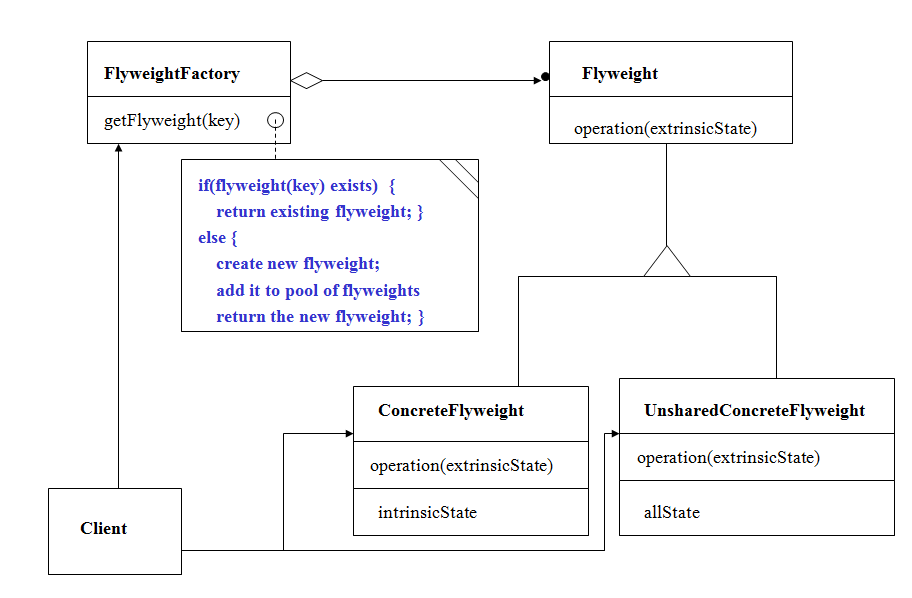 FlyweightFactory
getFlyweight(key)
Flyweight
operation(extrinsicState)
if(flyweight(key) exists) {
return existing flyweight; }
else {
create new flyweight;
add it to pool of flyweights
return the new flyweight; }
ConcreteFlyweight
operation(extrinsicState)
intrinsicState
UnsharedConcreteFlyweight
operation(extrinsicState)
allState
Client